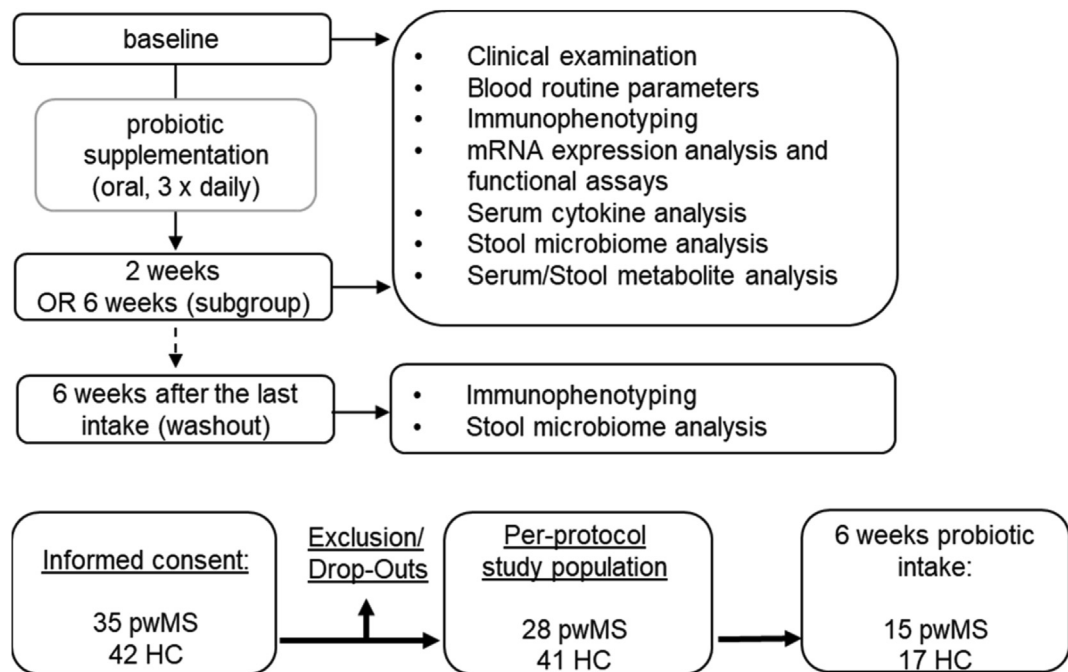 baseline
• Clinical examination
• Blood routine parameters
• Immunophenotyping
• mRNA expression analysis and
functional assays
• Serum cytokine analysis
• Stool microbiome analysis
• Serum/Stool metabolite analysis
probiotic
supplementation
(oral, 3 x daily)
2 weeks
OR 6 weeks (subgroup)
6 weeks after the last
intake (washout)
• Immunophenotyping
• Stool microbiome analysis
Informed consent:
35 pwMS
42 HC
Exclusion/
Drop-Outs
Per-protocol
study population
28 pwMS
41 HC
6 weeks probiotic
intake:
15 pwMS
17 HC